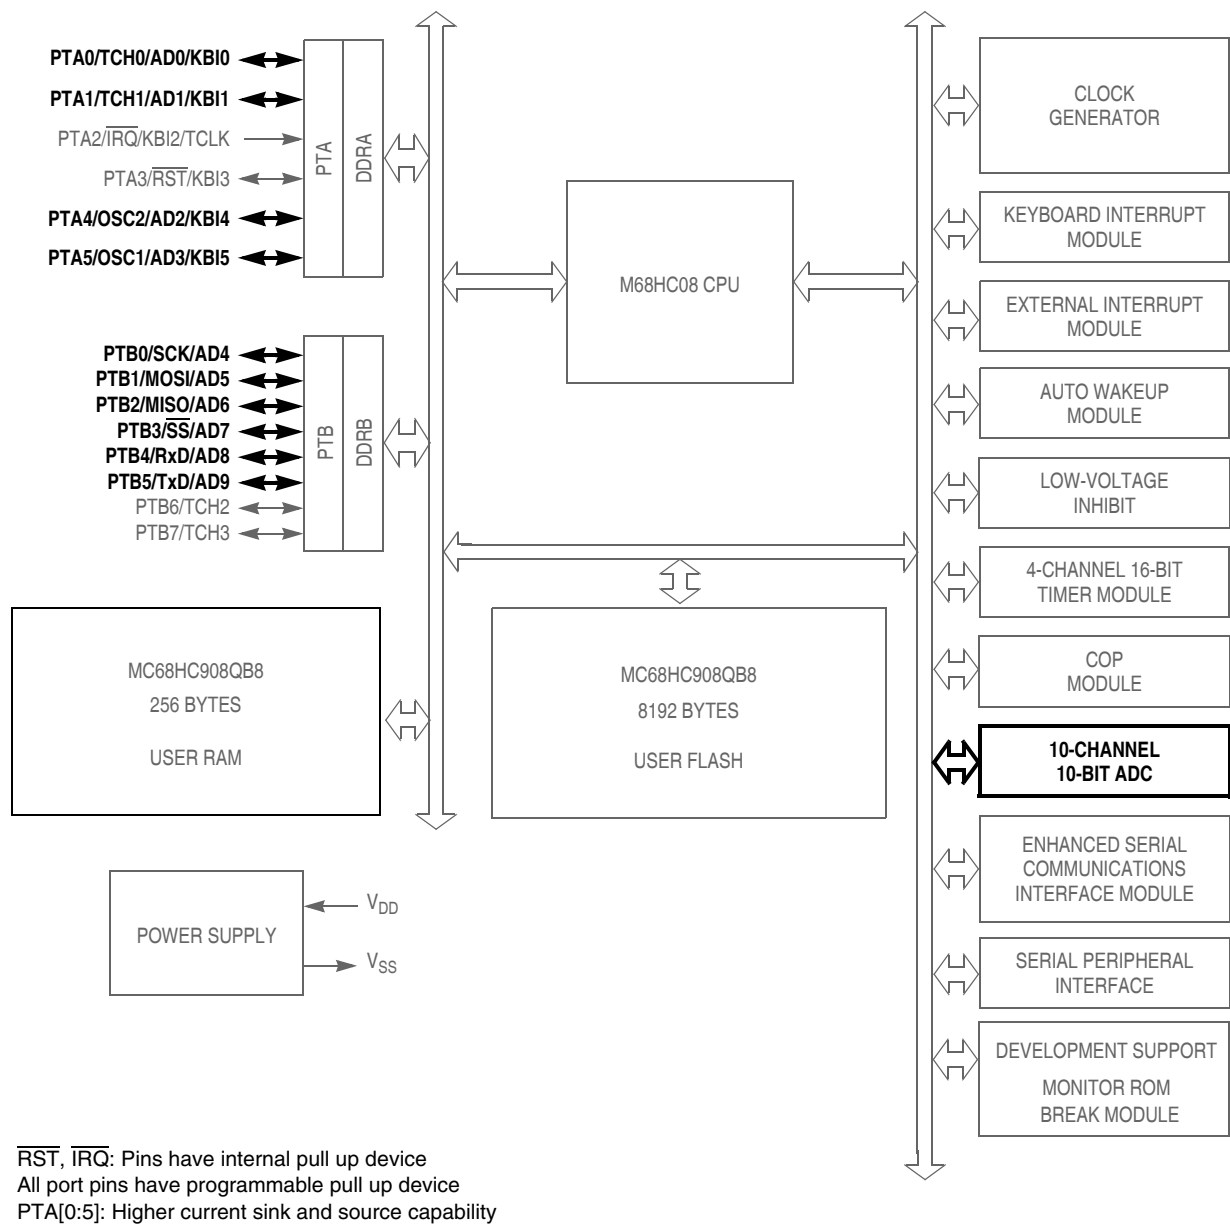 PTA0/TCH0/AD0/KBI0
PTA1/TCH1/AD1/KBI1
PTA2/IRQ/KBI2/TCLK
PTA3/RST/KBI3
PTA4/OSC2/AD2/KBI4
PTA5/OSC1/AD3/KBI5
PTA
DDRA
PTB0/SCK/AD4
PTB1/MOSI/AD5
PTB2/MISO/AD6
PTB3/SS/AD7
PTB4/RxD/AD8
PTB5/TxD/AD9
PTB6/TCH2
PTB7/TCH3
PTB
DDRB
M68HC08 CPU
MC68HC908QB8
256 BYTES
USER RAM
MC68HC908QB8
8192 BYTES
USER FLASH
POWER SUPPLY
VDD
VSS
CLOCK
GENERATOR
KEYBOARD INTERRUPT
MODULE
EXTERNAL INTERRUPT
MODULE
AUTO WAKEUP
MODULE
LOW-VOLTAGE
INHIBIT
4-CHANNEL 16-BIT
TIMER MODULE
COP
MODULE
10-CHANNEL
10-BIT ADC
ENHANCED SERIAL
COMMUNICATIONS
INTERFACE MODULE
SERIAL PERIPHERAL
INTERFACE
DEVELOPMENT SUPPORT
MONITOR ROM
BREAK MODULE
RST, IRQ: Pins have internal pull up device
All port pins have programmable pull up device
PTA[0:5]: Higher current sink and source capability